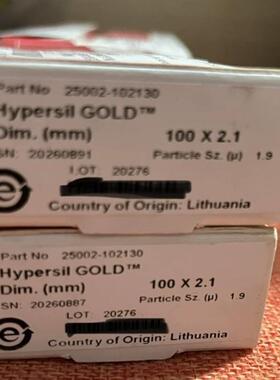 Part No 25002-102130
Hypersil GOLD™
Dim. (mm) 100 X 2.1
SN: 20260891 Particle Sz. (µ) 1.9
LOT: 20276
Country of Origin: Lithuania
Part No 25002-102130
Hypersil GOLD™
Dim. (mm) 100 X 2.1
SN: 20260887 Particle Sz. (µ) 1.9
LOT: 20276
Country of Origin: Lithuania